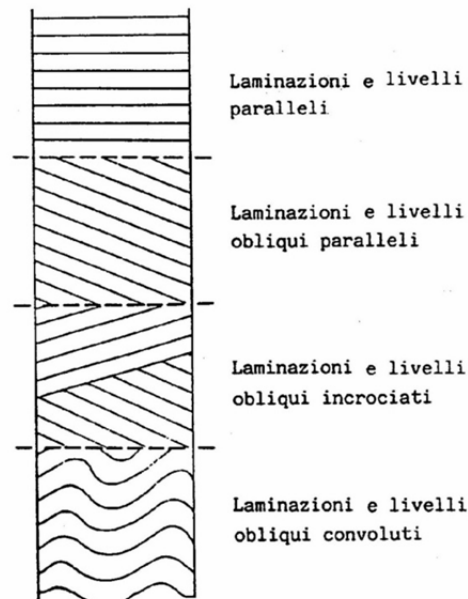 Laminazioni e livelli
paralleli
Laminazioni e livelli
obliqui paralleli
Laminazioni e livelli
obliqui incrociati
Laminazioni e livelli
obliqui convoluti